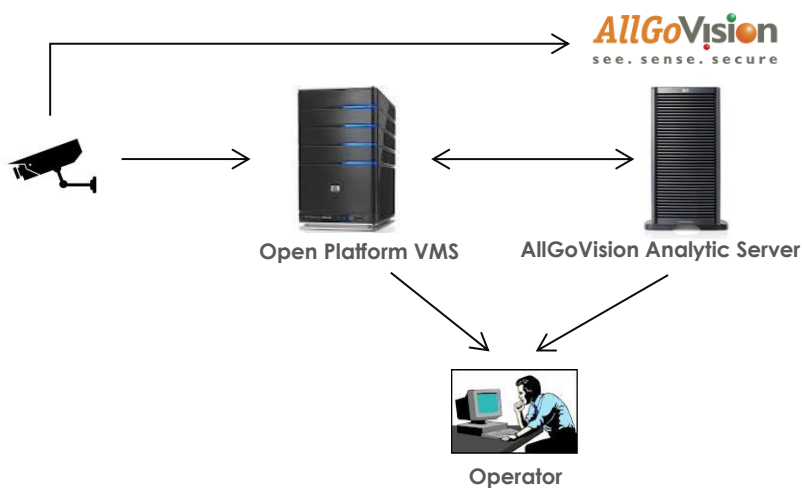 AllGoVision
see. sense. secure
Open Platform VMS
AllGoVision Analytic Server
Operator